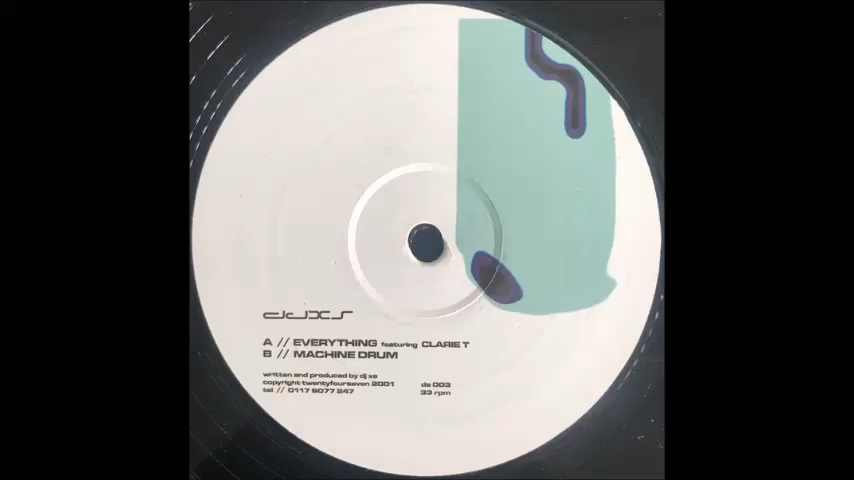 djxs
A // EVERYTHING featuring CLARIE T
B // MACHINE DRUM
written and produced by dj xs
copyright twentyfourseven 2001
tel // 0117 9077 247
ds 003
33 rpm